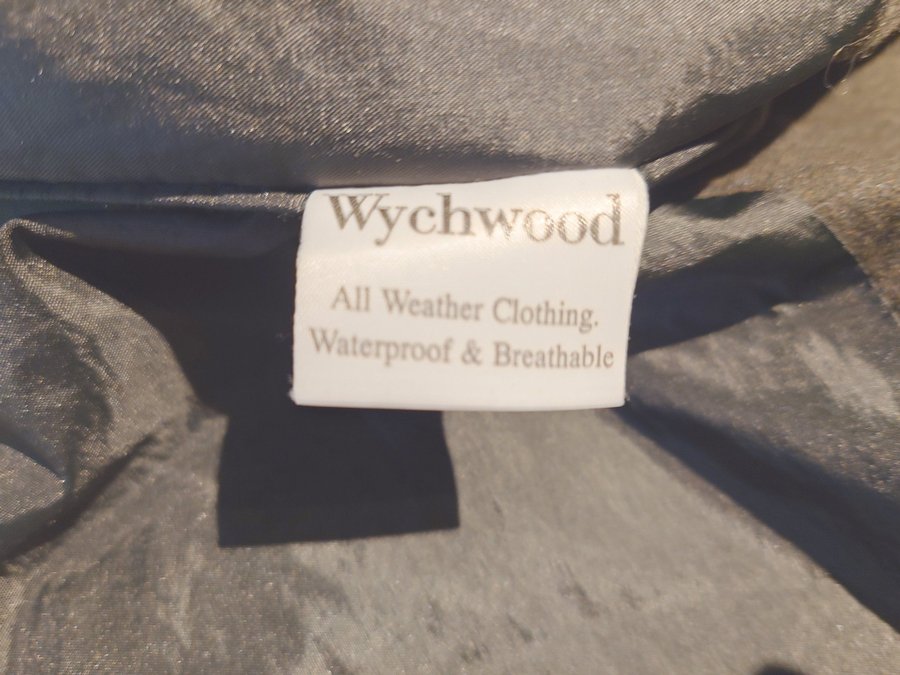 Wychwood
All Weather Clothing.
Waterproof & Breathable